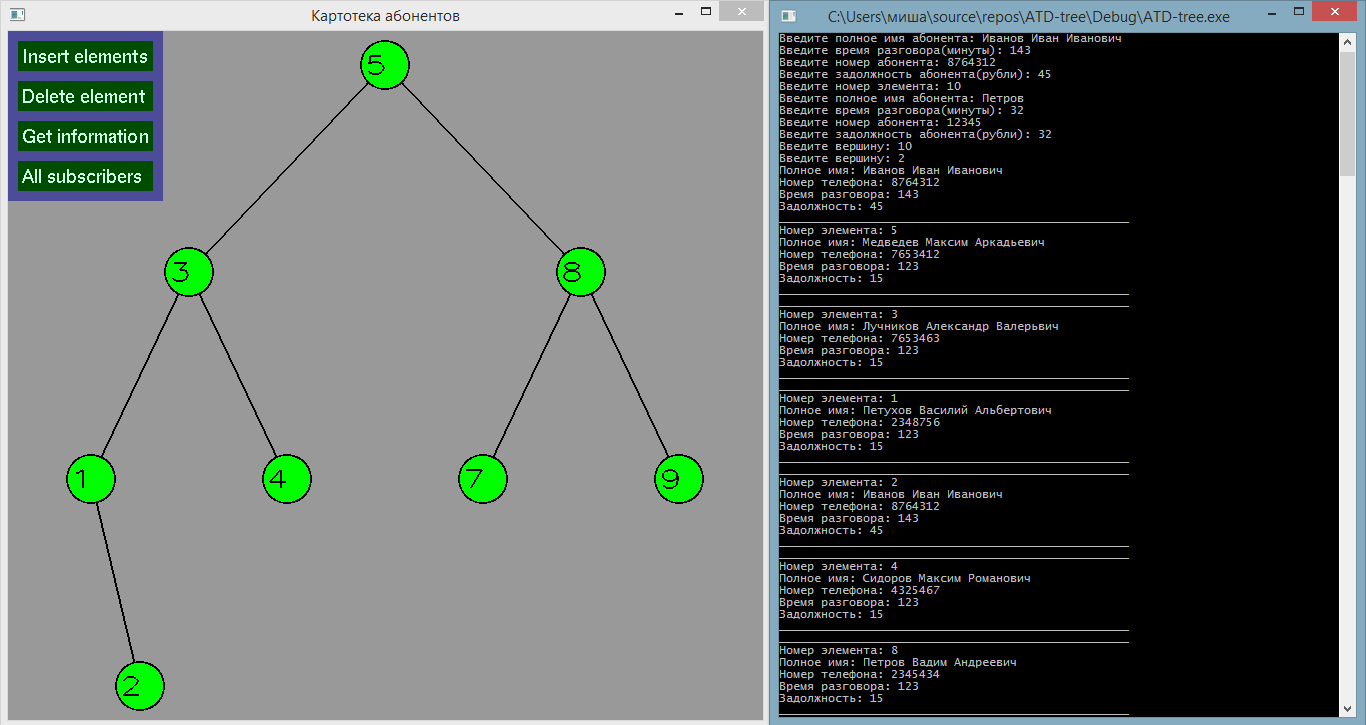 Картотека абонентов
Insert elements
Delete element
Get information
All subscribers
5
3
8
1
4
7
9
2
C:\Users\миша\source\repos\ATD-tree\Debug\ATD-tree.exe
Введите полное имя абонента: Иванов Иван Иванович
Введите время разговора(минуты): 143
Введите номер абонента: 8764312
Введите задолжность абонента(рубли): 45
Введите номер элемента: 10
Введите полное имя абонента: Петров
Введите время разговора(минуты): 32
Введите номер абонента: 12345
Введите задолжность абонента(рубли): 32
Введите вершину: 10
Введите вершину: 2
Полное имя: Иванов Иван Иванович
Номер телефона: 8764312
Время разговора: 143
Задолжность: 45
Номер элемента: 5
Полное имя: Медведев Максим Аркадьевич
Номер телефона: 7653412
Время разговора: 123
Задолжность: 15
Номер элемента: 3
Полное имя: Лучников Александр Валерьвич
Номер телефона: 7653463
Время разговора: 123
Задолжность: 15
Номер элемента: 1
Полное имя: Петухов Василий Альбертович
Номер телефона: 2348756
Время разговора: 123
Задолжность: 15
Номер элемента: 2
Полное имя: Иванов Иван Иванович
Номер телефона: 8764312
Время разговора: 143
Задолжность: 45
Номер элемента: 4
Полное имя: Сидоров Максим Романович
Номер телефона: 4325467
Время разговора: 123
Задолжность: 15
Номер элемента: 8
Полное имя: Петров Вадим Андреевич
Номер телефона: 2345434
Время разговора: 123
Задолжность: 15